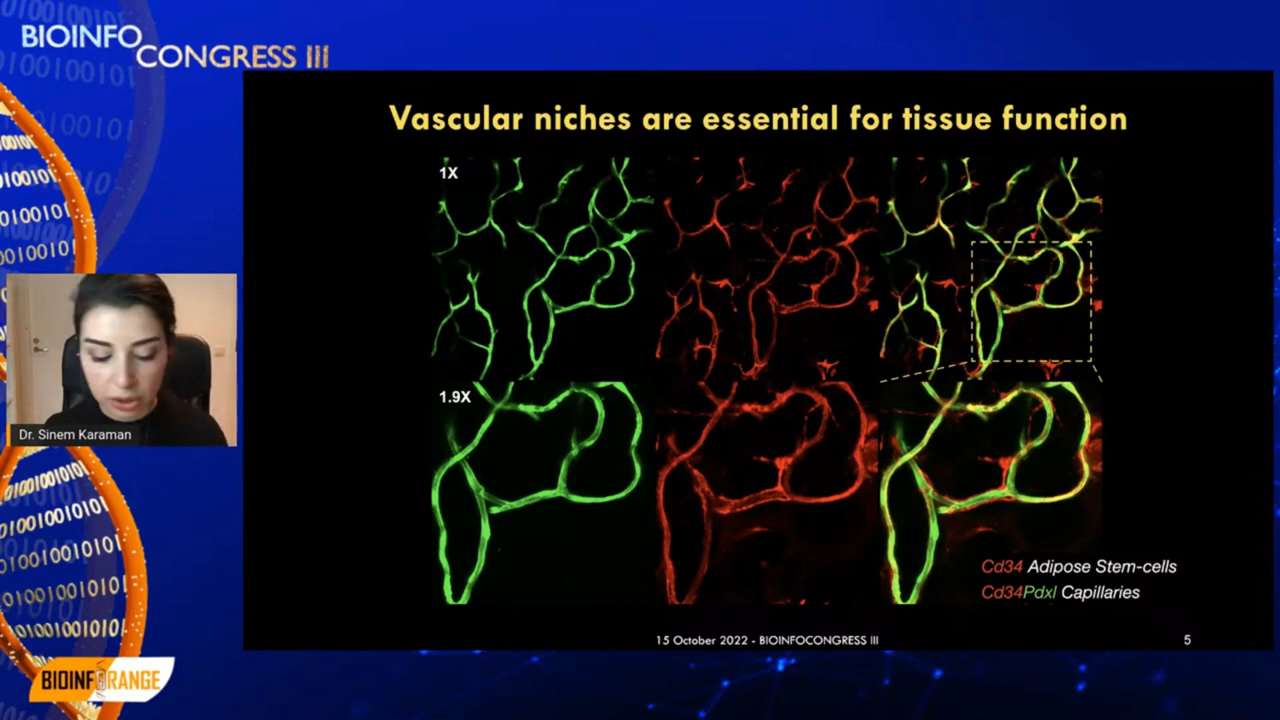 BIOINFO
CONGRESS III
Vascular niches are essential for tissue function
1X
1.9X
Dr. Sinem Karaman
Cd34 Adipose Stem-cells
Cd34Pdxl Capillaries
15 October 2022 - BIOINFOCONGRESS III
5
BIOINFORANGE